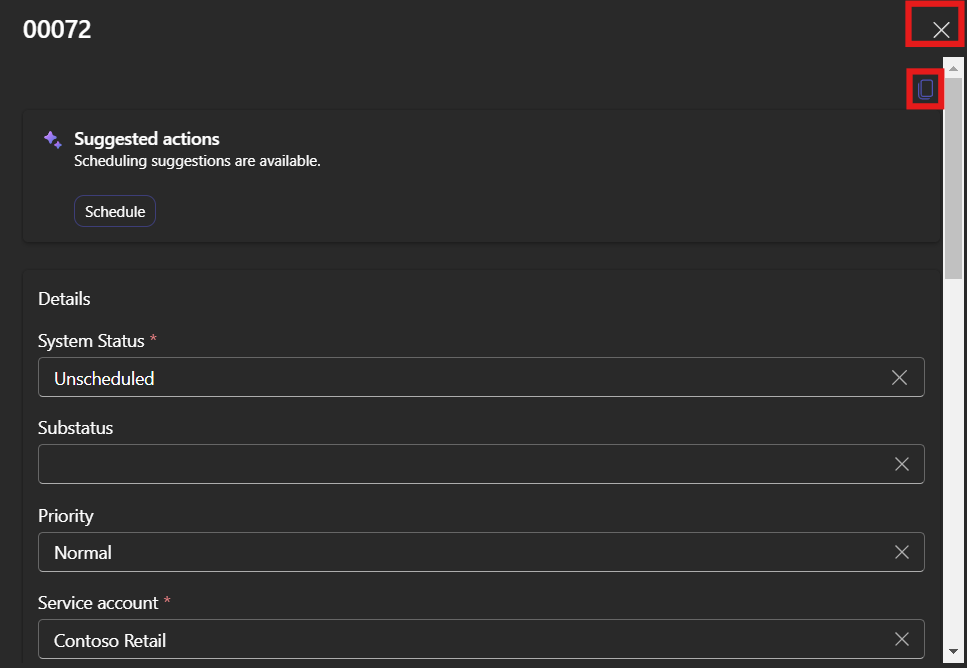 00072
Suggested actions
Scheduling suggestions are available.
Schedule
Details
System Status *
Unscheduled
Substatus
Priority
Normal
Service account *
Contoso Retail